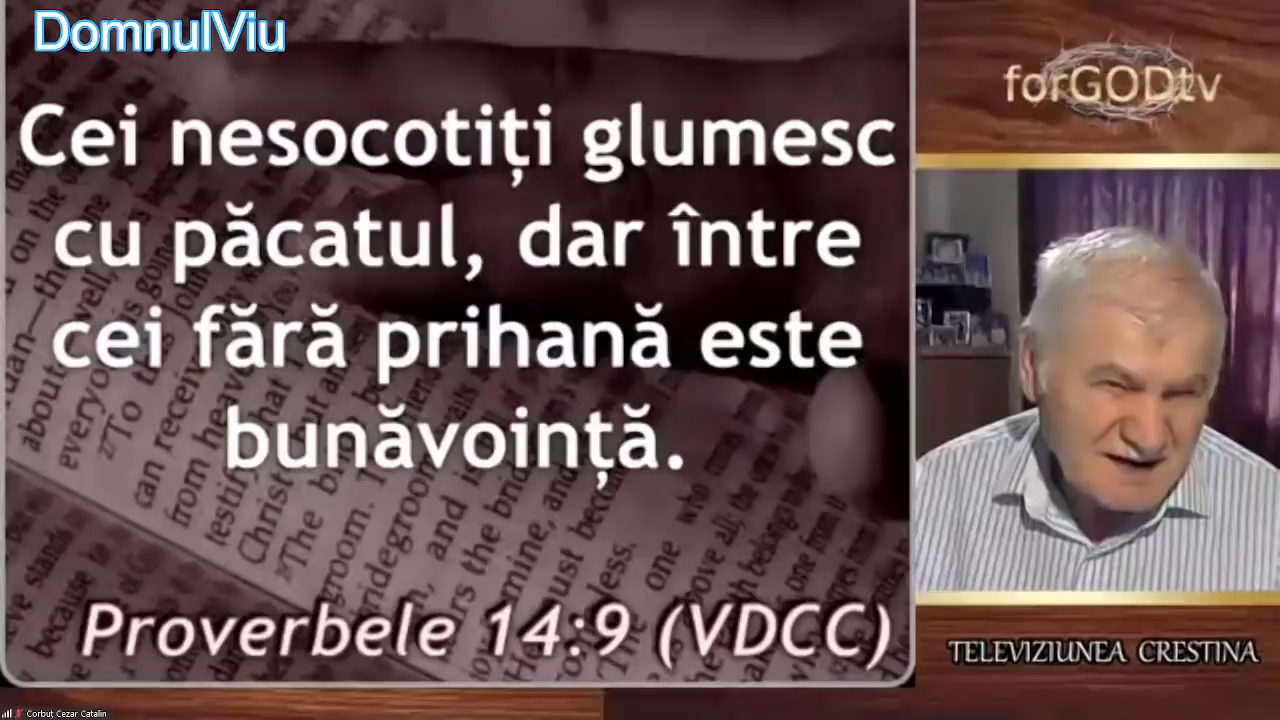 DomnulViu
Cei nesocotiți glumesc
cu păcatul, dar între
cei fără prihană este
bunăvoință.
Proverbele 14:9 (VDCC)
forGODtv
TELEVIZIUNEA CRESTINA
Corbuț Cezar Catalin